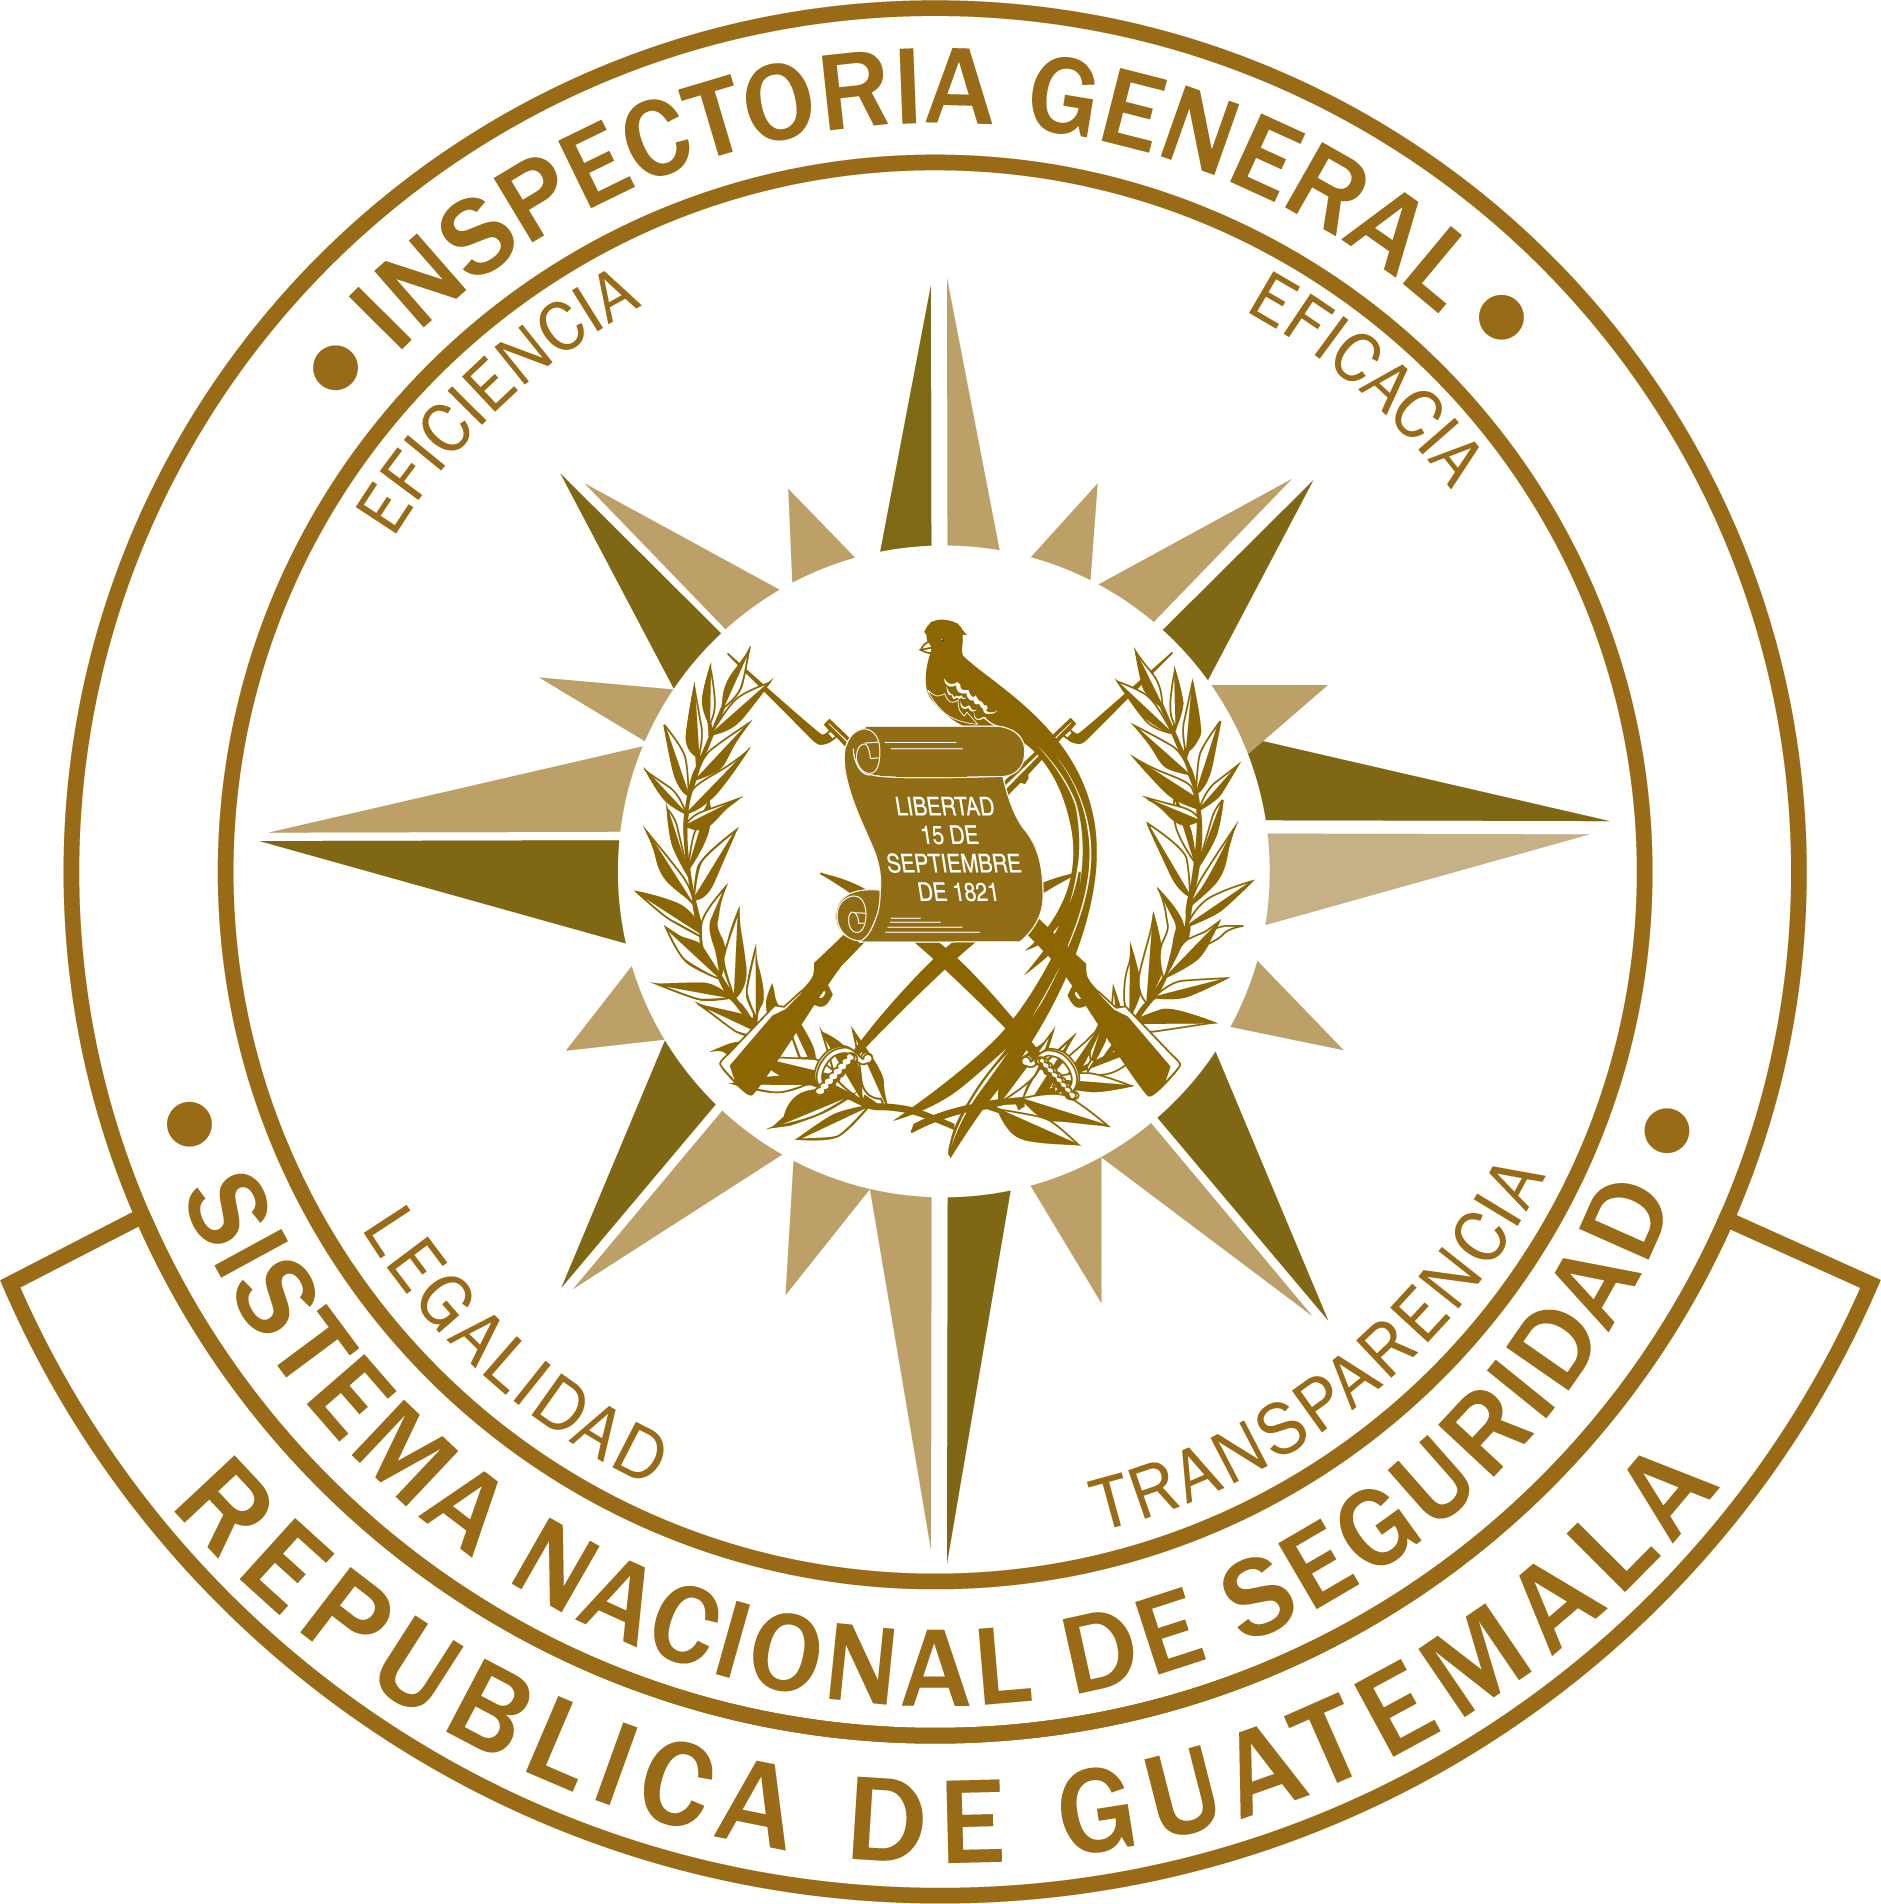 • INSPECTORIA GENERAL •
EFICIENCIA
EFICACIA
LIBERTAD
15 DE
SEPTIEMBRE
DE 1821
LEGALIDAD
TRANSPARENCIA
• SISTEMA NACIONAL DE SEGURIDAD •
REPUBLICA DE GUATEMALA